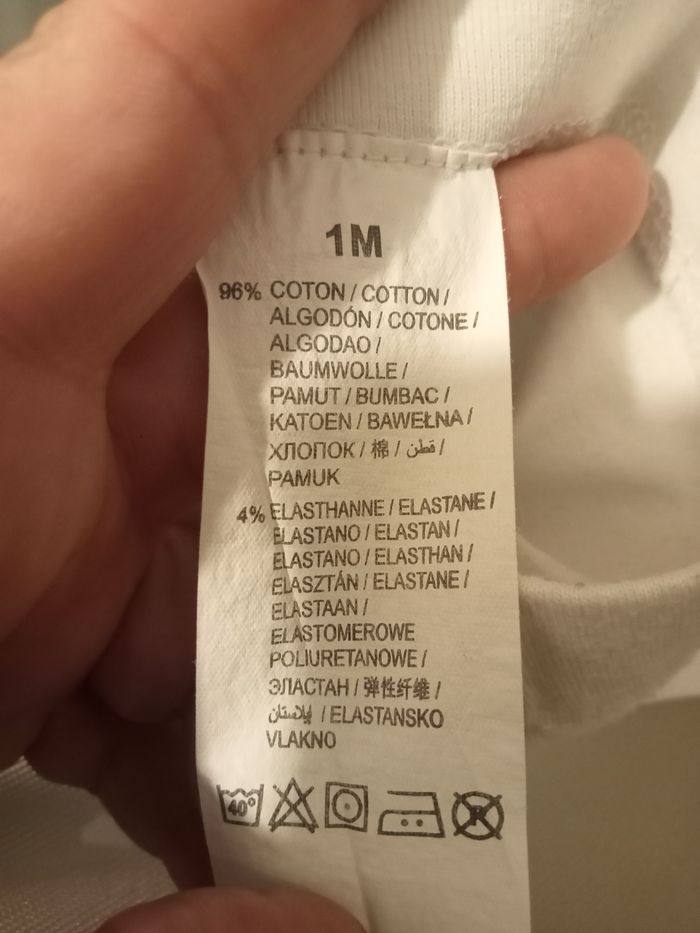 1M
96% COTON / COTTON /
ALGODÓN / COTONE /
ALGODAO /
BAUMWOLLE /
PAMUT / BUMBAC /
KATOEN / BAWEŁNA /
ХЛОПОК / 棉 / قطن /
PAMUK
4% ELASTHANNE / ELASTANE /
ELASTANO / ELASTAN /
ELASTANO / ELASTHAN /
ELASZTÁN / ELASTANE /
ELASTAAN /
ELASTOMEROWE
POLIURETANOWE /
ЭЛАСТАН / 弹性纤维 /
إيلاستان / ELASTANSKO
VLAKNO
40°